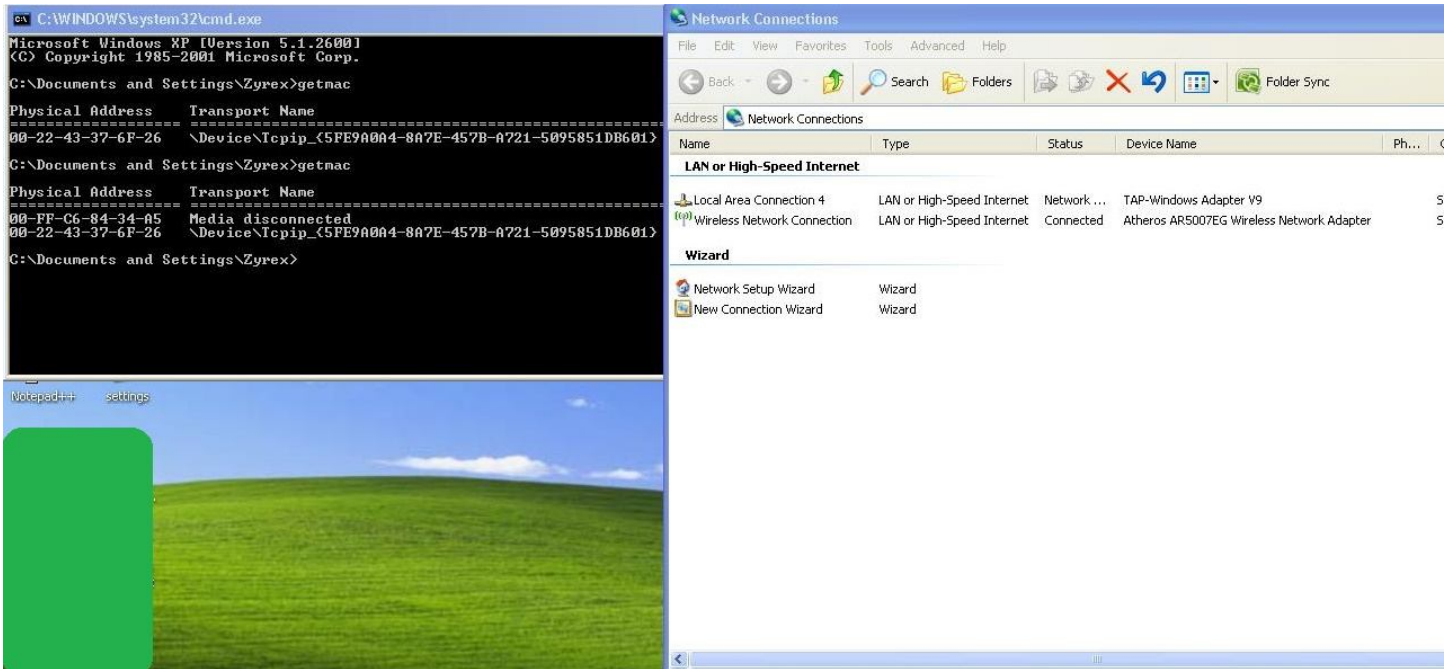 C:\WINDOWS\system32\cmd.exe
Microsoft Windows XP [Version 5.1.2600]
(C) Copyright 1985-2001 Microsoft Corp.
C:\Documents and Settings\Zyrex>getmac
Physical Address Transport Name
=================== ==========================================================
00-22-43-37-6F-26 \Device\Tcpip_{5FE9A0A4-8A7E-457B-A721-5095851DB601}
C:\Documents and Settings\Zyrex>getmac
Physical Address Transport Name
=================== ==========================================================
00-FF-C6-84-34-A5 Media disconnected
00-22-43-37-6F-26 \Device\Tcpip_{5FE9A0A4-8A7E-457B-A721-5095851DB601}
C:\Documents and Settings\Zyrex>
Notepad++ settings
Network Connections
File Edit View Favorites Tools Advanced Help
Back Search Folders Folder Sync
Address Network Connections
Name Type Status Device Name Ph...
LAN or High-Speed Internet
Local Area Connection 4 LAN or High-Speed Internet Network ... TAP-Windows Adapter V9 S
Wireless Network Connection LAN or High-Speed Internet Connected Atheros AR5007EG Wireless Network Adapter S
Wizard
Network Setup Wizard Wizard
New Connection Wizard Wizard